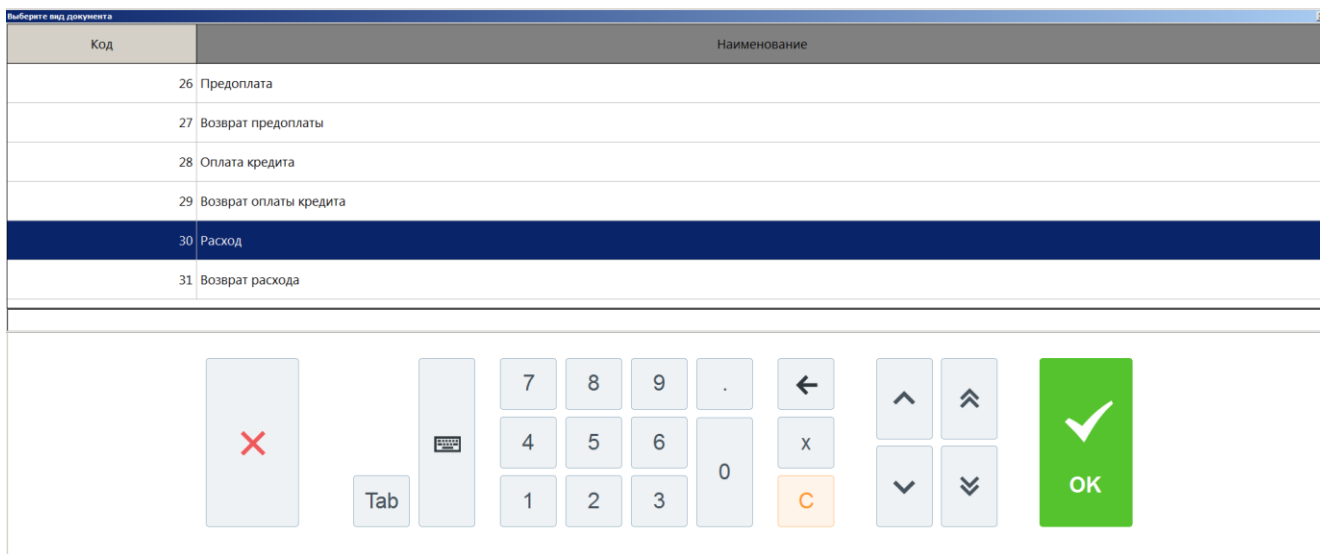 Выберите вид документа
Код Наименование
26 Предоплата
27 Возврат предоплаты
28 Оплата кредита
29 Возврат оплаты кредита
30 Расход
31 Возврат расхода
7 8 9 .
4 5 6 x
0
Tab 1 2 3 C
OK